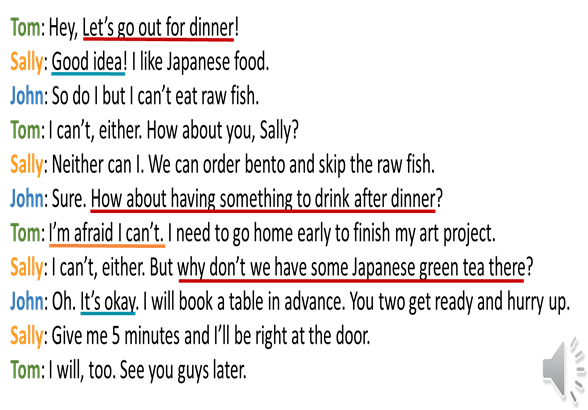 Tom: Hey, Let's go out for dinner!
Sally: Good idea! I like Japanese food.
John: So do I but I can't eat raw fish.
Tom: I can't, either. How about you, Sally?
Sally: Neither can I. We can order bento and skip the raw fish.
John: Sure. How about having something to drink after dinner?
Tom: I'm afraid I can't. I need to go home early to finish my art project.
Sally: I can't, either. But why don't we have some Japanese green tea there?
John: Oh. It's okay. I will book a table in advance. You two get ready and hurry up.
Sally: Give me 5 minutes and I'll be right at the door.
Tom: I will, too. See you guys later.